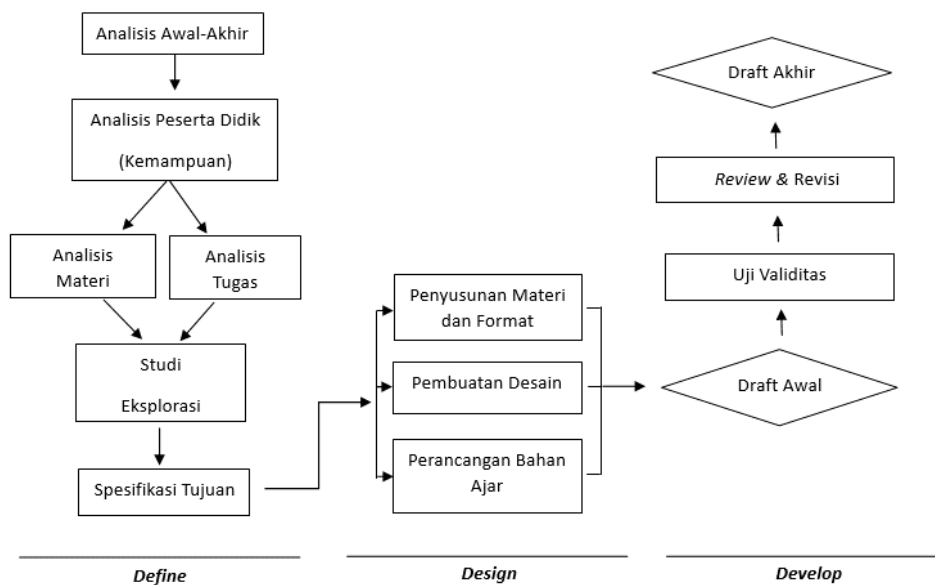 Analisis Awal-Akhir
Analisis Peserta Didik
(Kemampuan)
Analisis
Materi
Analisis
Tugas
Studi
Eksplorasi
Spesifikasi Tujuan
Define
Penyusunan Materi
dan Format
Pembuatan Desain
Perancangan Bahan
Ajar
Design
Draft Akhir
Review & Revisi
Uji Validitas
Draft Awal
Develop